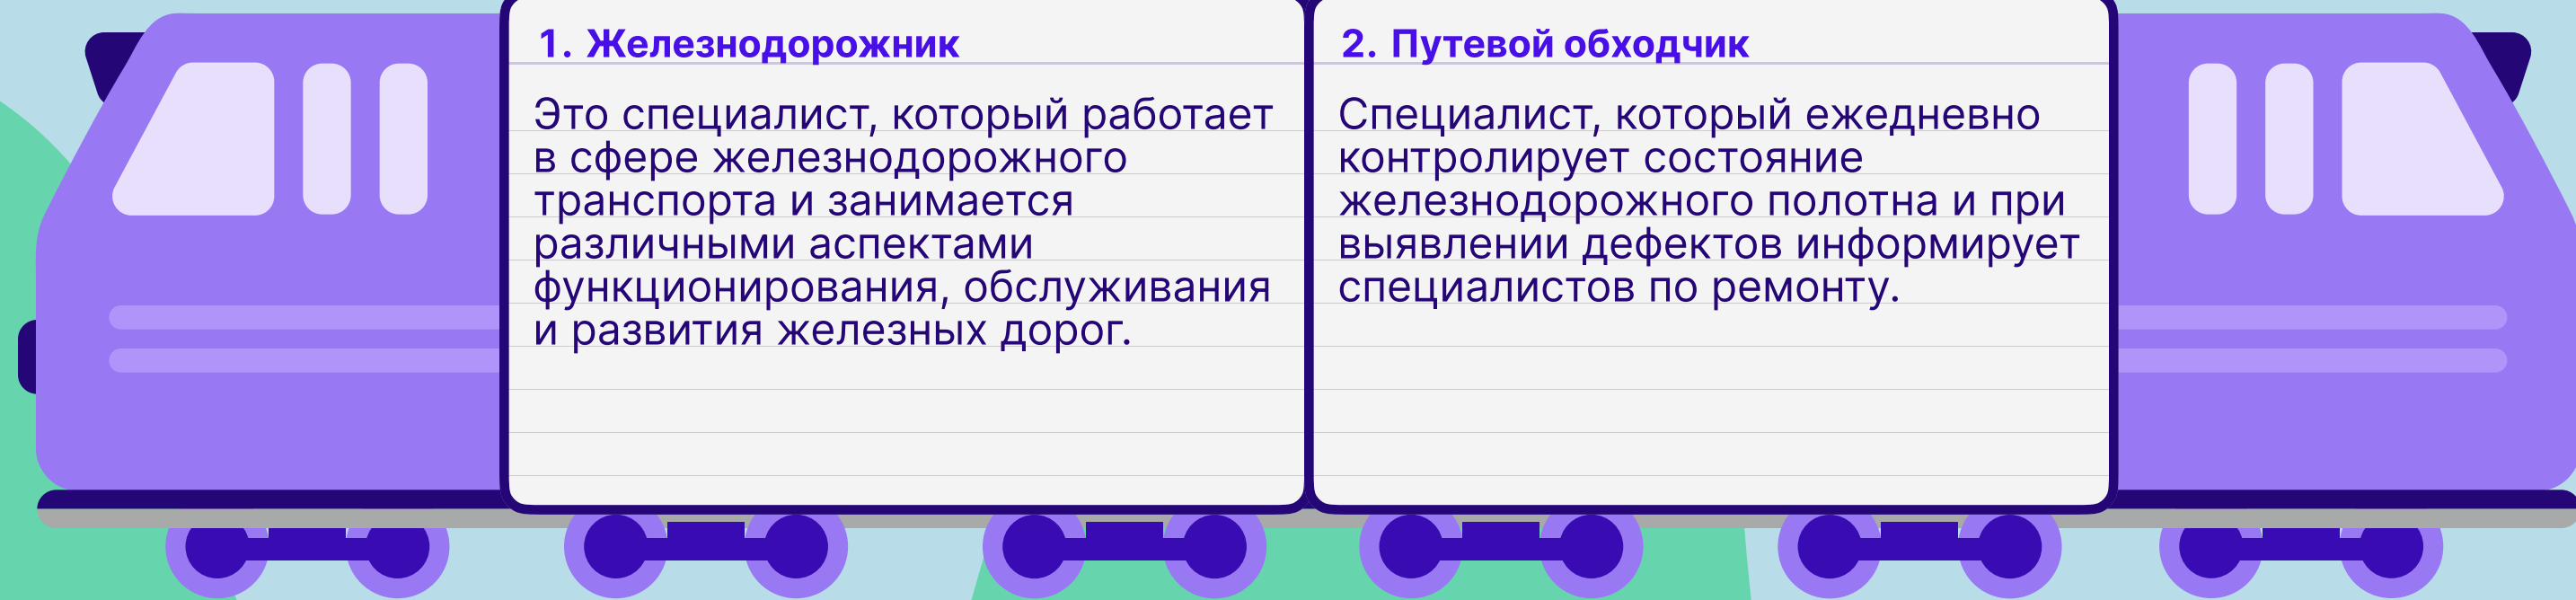 1. Железнодорожник
Это специалист, который работает
в сфере железнодорожного
транспорта и занимается
различными аспектами
функционирования, обслуживания
и развития железных дорог.
2. Путевой обходчик
Специалист, который ежедневно
контролирует состояние
железнодорожного полотна и при
выявлении дефектов информирует
специалистов по ремонту.